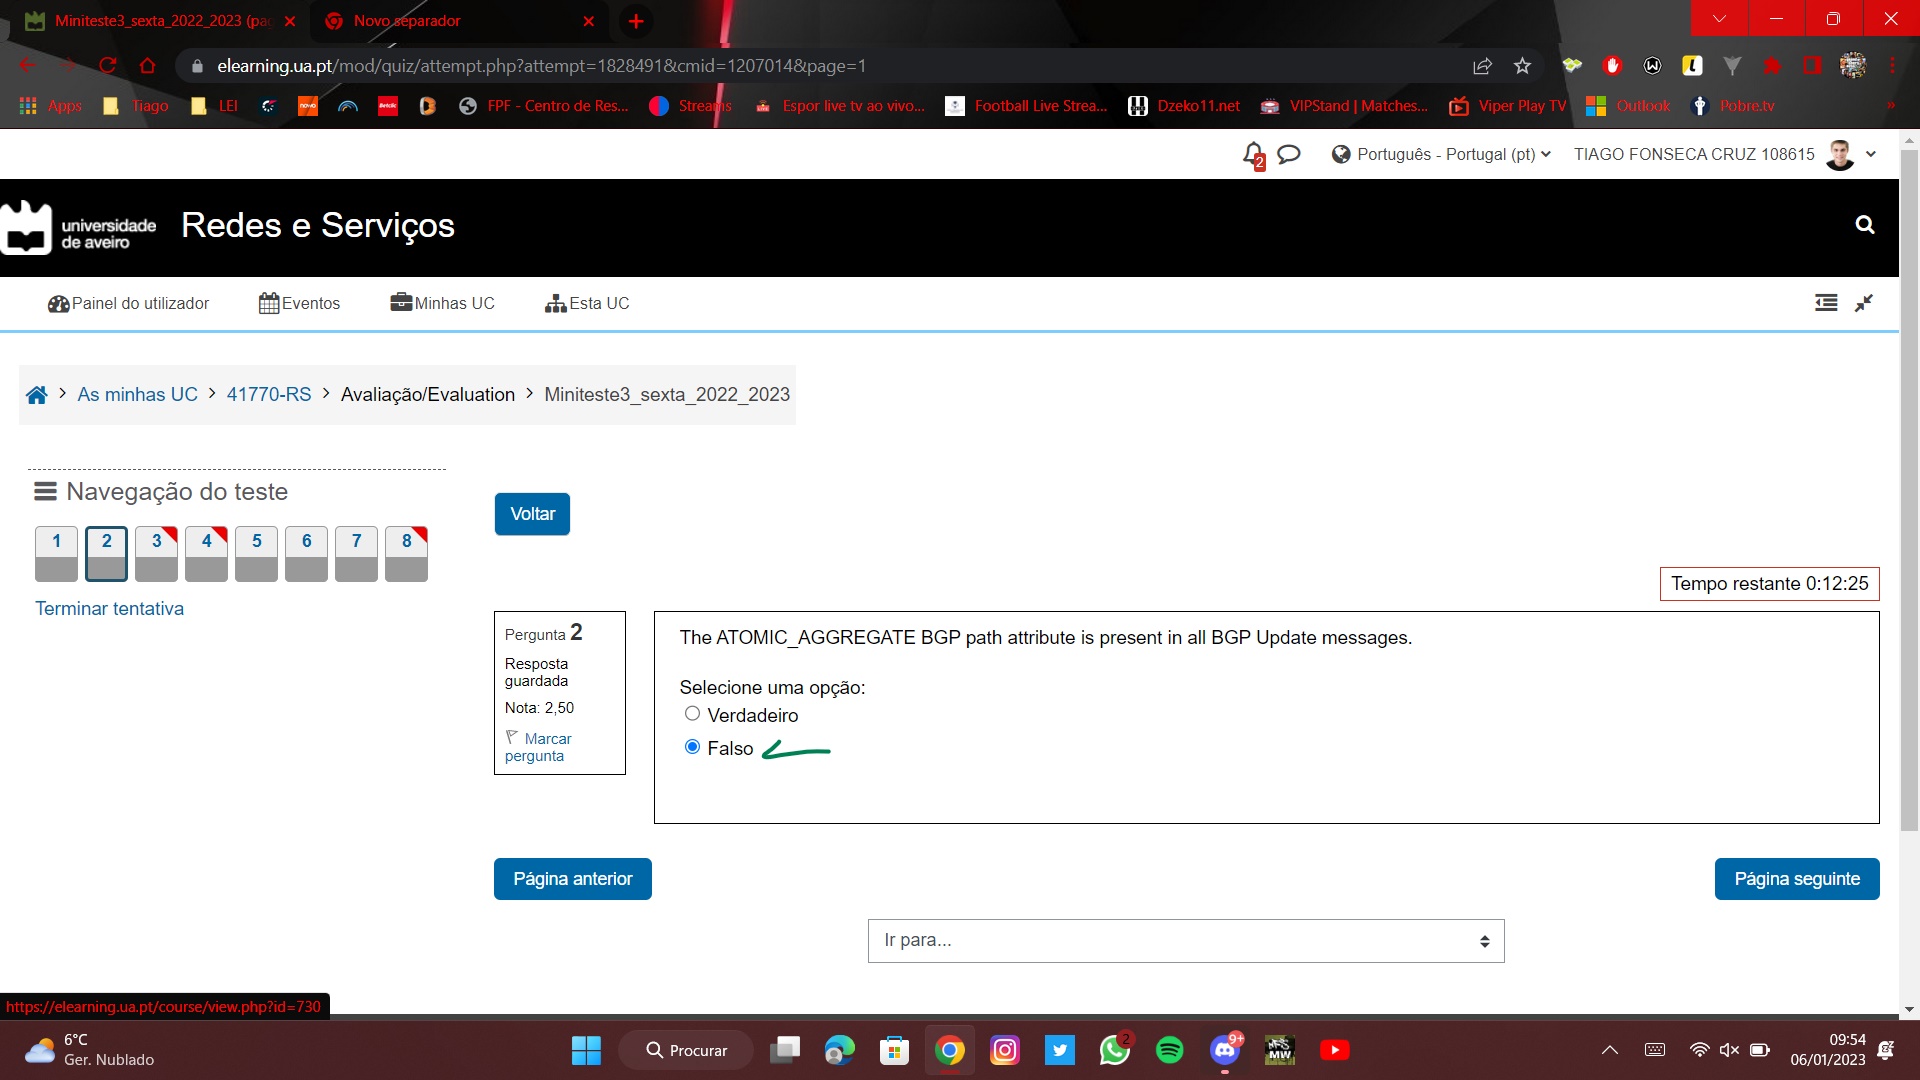 Miniteste3_sexta_2022_2023 (pa
Novo separador
elearning.ua.pt/mod/quiz/attempt.php?attempt=1828491&cmid=1207014&page=1
Apps
Tiago
LEI
FPF - Centro de Res...
Streams
Espor live tv ao vivo...
Football Live Strea...
Dzeko11.net
VIPStand | Matches...
Viper Play TV
Outlook
Pobre.tv
»
2
Português - Portugal (pt)
TIAGO FONSECA CRUZ 108615
universidade
de aveiro
Redes e Serviços
Painel do utilizador
Eventos
Minhas UC
Esta UC
As minhas UC > 41770-RS > Avaliação/Evaluation > Miniteste3_sexta_2022_2023
Navegação do teste
Voltar
1 2 3 4 5 6 7 8
Tempo restante 0:12:25
Terminar tentativa
Pergunta 2
Resposta
guardada
Nota: 2,50
Marcar
pergunta
The ATOMIC_AGGREGATE BGP path attribute is present in all BGP Update messages.
Selecione uma opção:
Verdadeiro
Falso
Página anterior
Página seguinte
Ir para...
https://elearning.ua.pt/course/view.php?id=730
6°C
Ger. Nublado
Procurar
2
9+
MW
09:54
06/01/2023